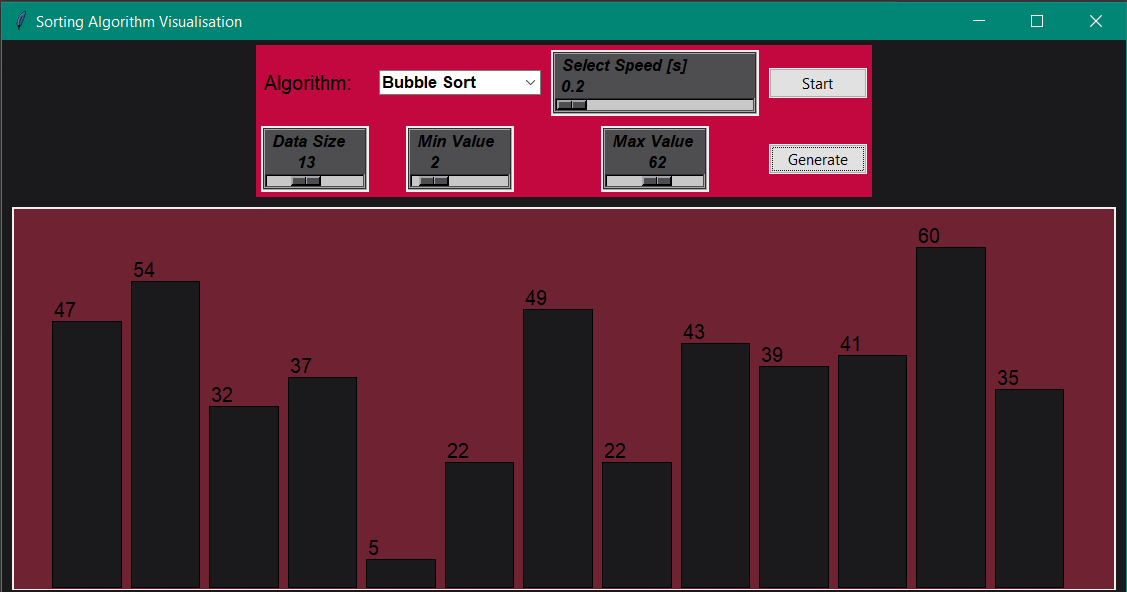 Sorting Algorithm Visualisation
Algorithm:
Bubble Sort
Select Speed [s]
0.2
Start
Data Size
13
Min Value
2
Max Value
62
Generate
47
54
32
37
5
22
49
22
43
39
41
60
35